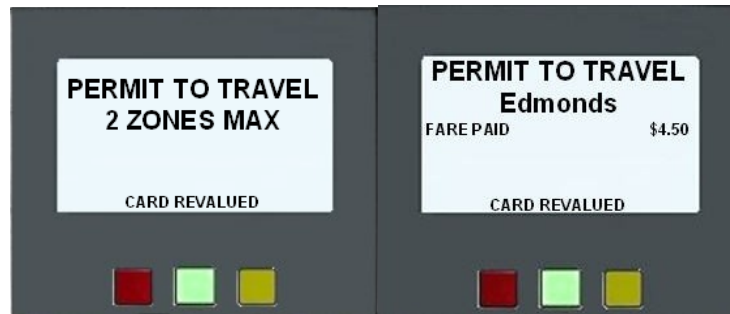 PERMIT TO TRAVEL
2 ZONES MAX
CARD REVALUED
PERMIT TO TRAVEL
Edmonds
FARE PAID $4.50
CARD REVALUED